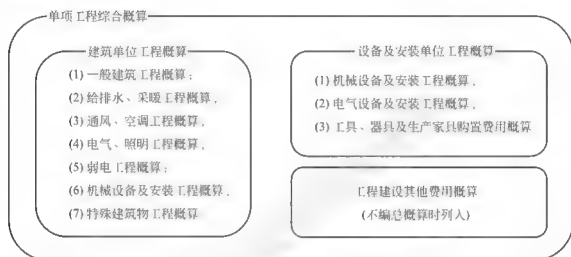 单项工程综合概算
建筑单位工程概算
(1) 一般建筑工程概算;
(2) 给排水、采暖工程概算,
(3) 通风、空调工程概算,
(4) 电气、照明工程概算,
(5) 弱电工程概算;
(6) 机械设备及安装工程概算,
(7) 特殊建筑物工程概算
设备及安装单位工程概算
(1) 机械设备及安装工程概算,
(2) 电气设备及安装工程概算,
(3) 工具、器具及生产家具购置费用概算
工程建设其他费用概算
(不编总概算时列入)